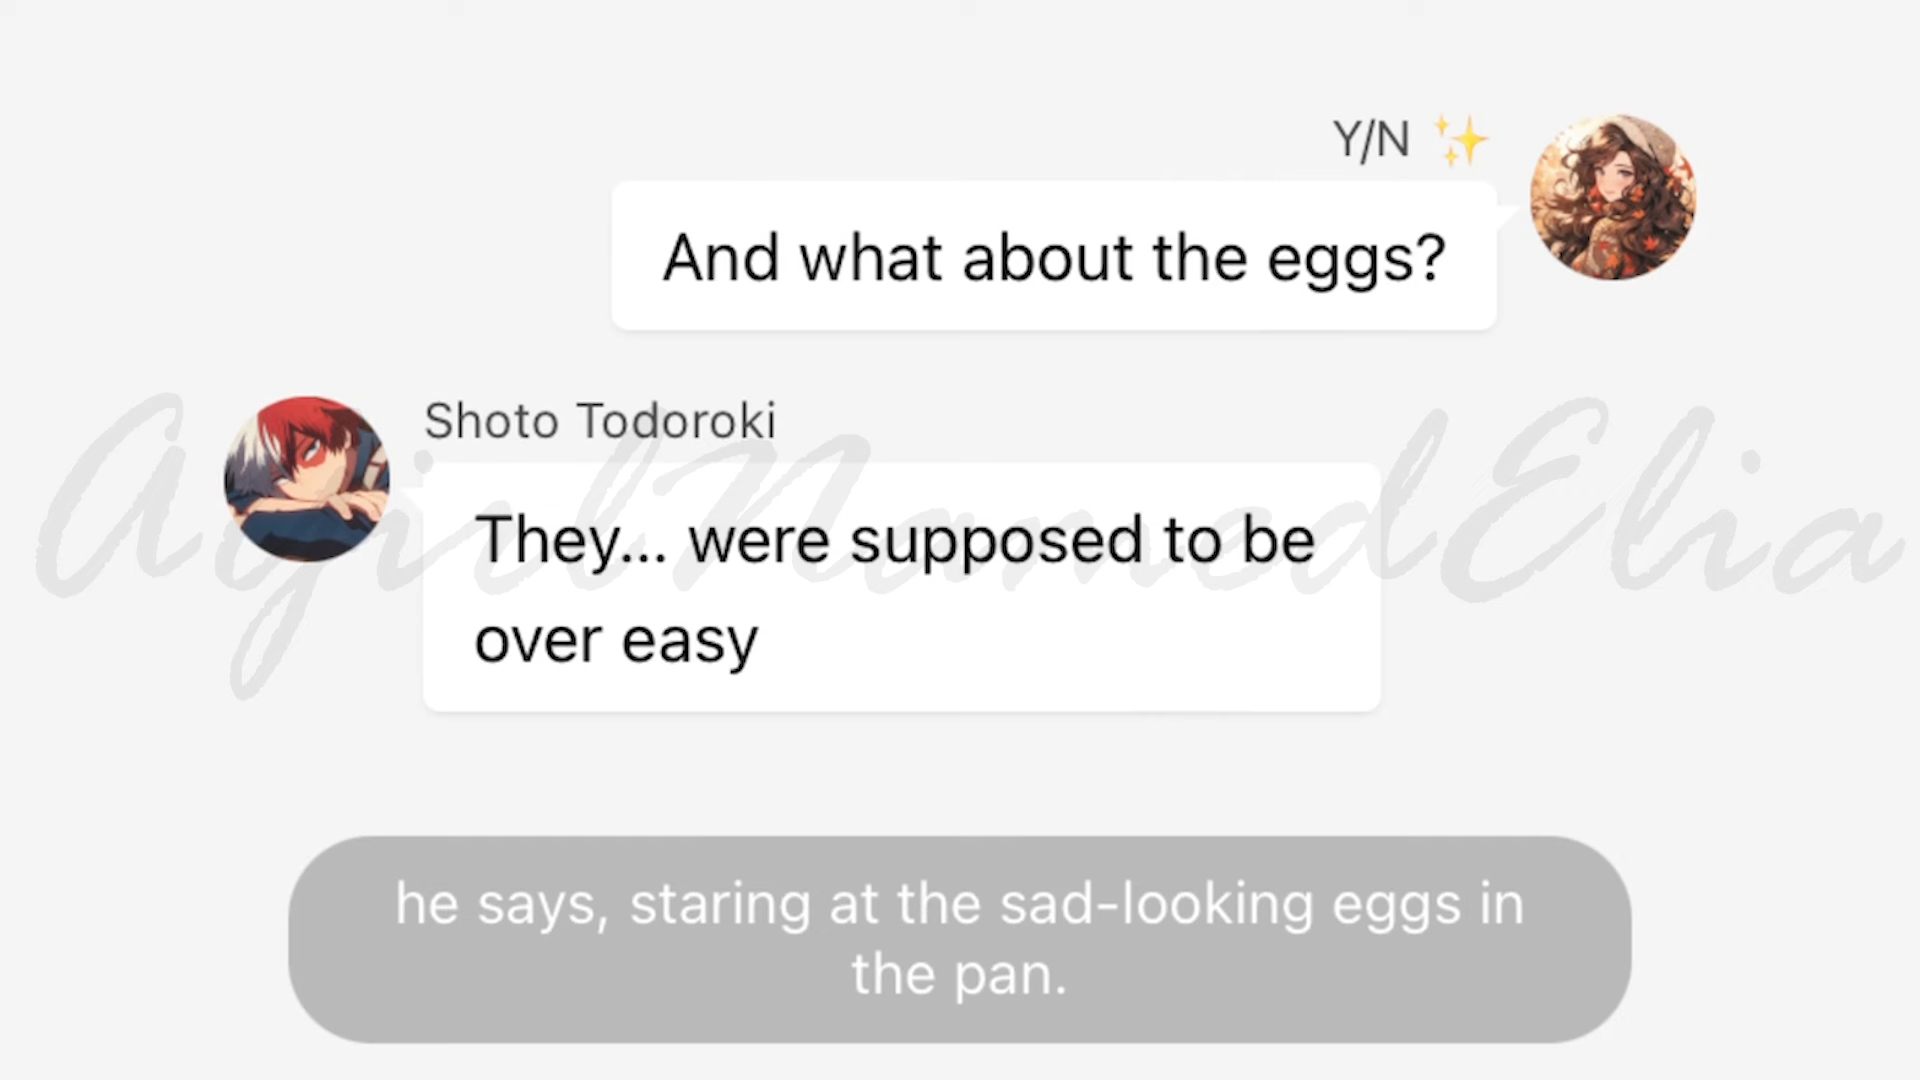 Y/N ✨
And what about the eggs?
Shoto Todoroki
They... were supposed to be
over easy
AgirlNamedElia
he says, staring at the sad-looking eggs in
the pan.